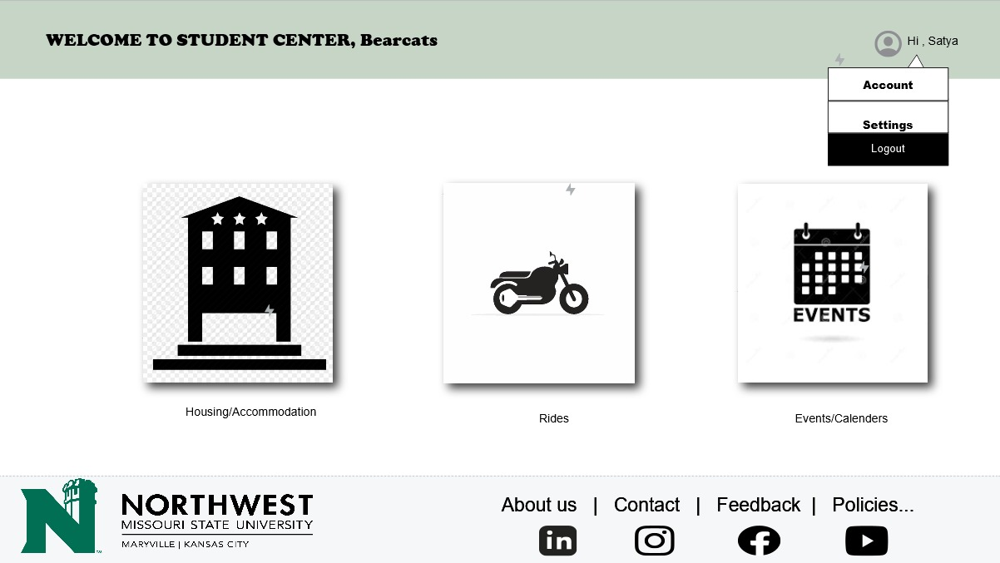 WELCOME TO STUDENT CENTER, Bearcats
Hi , Satya
Account
Settings
Logout
EVENTS
Housing/Accommodation
Rides
Events/Calenders
N
NORTHWEST
MISSOURI STATE UNIVERSITY
MARYVILLE | KANSAS CITY
About us | Contact | Feedback | Policies...
in